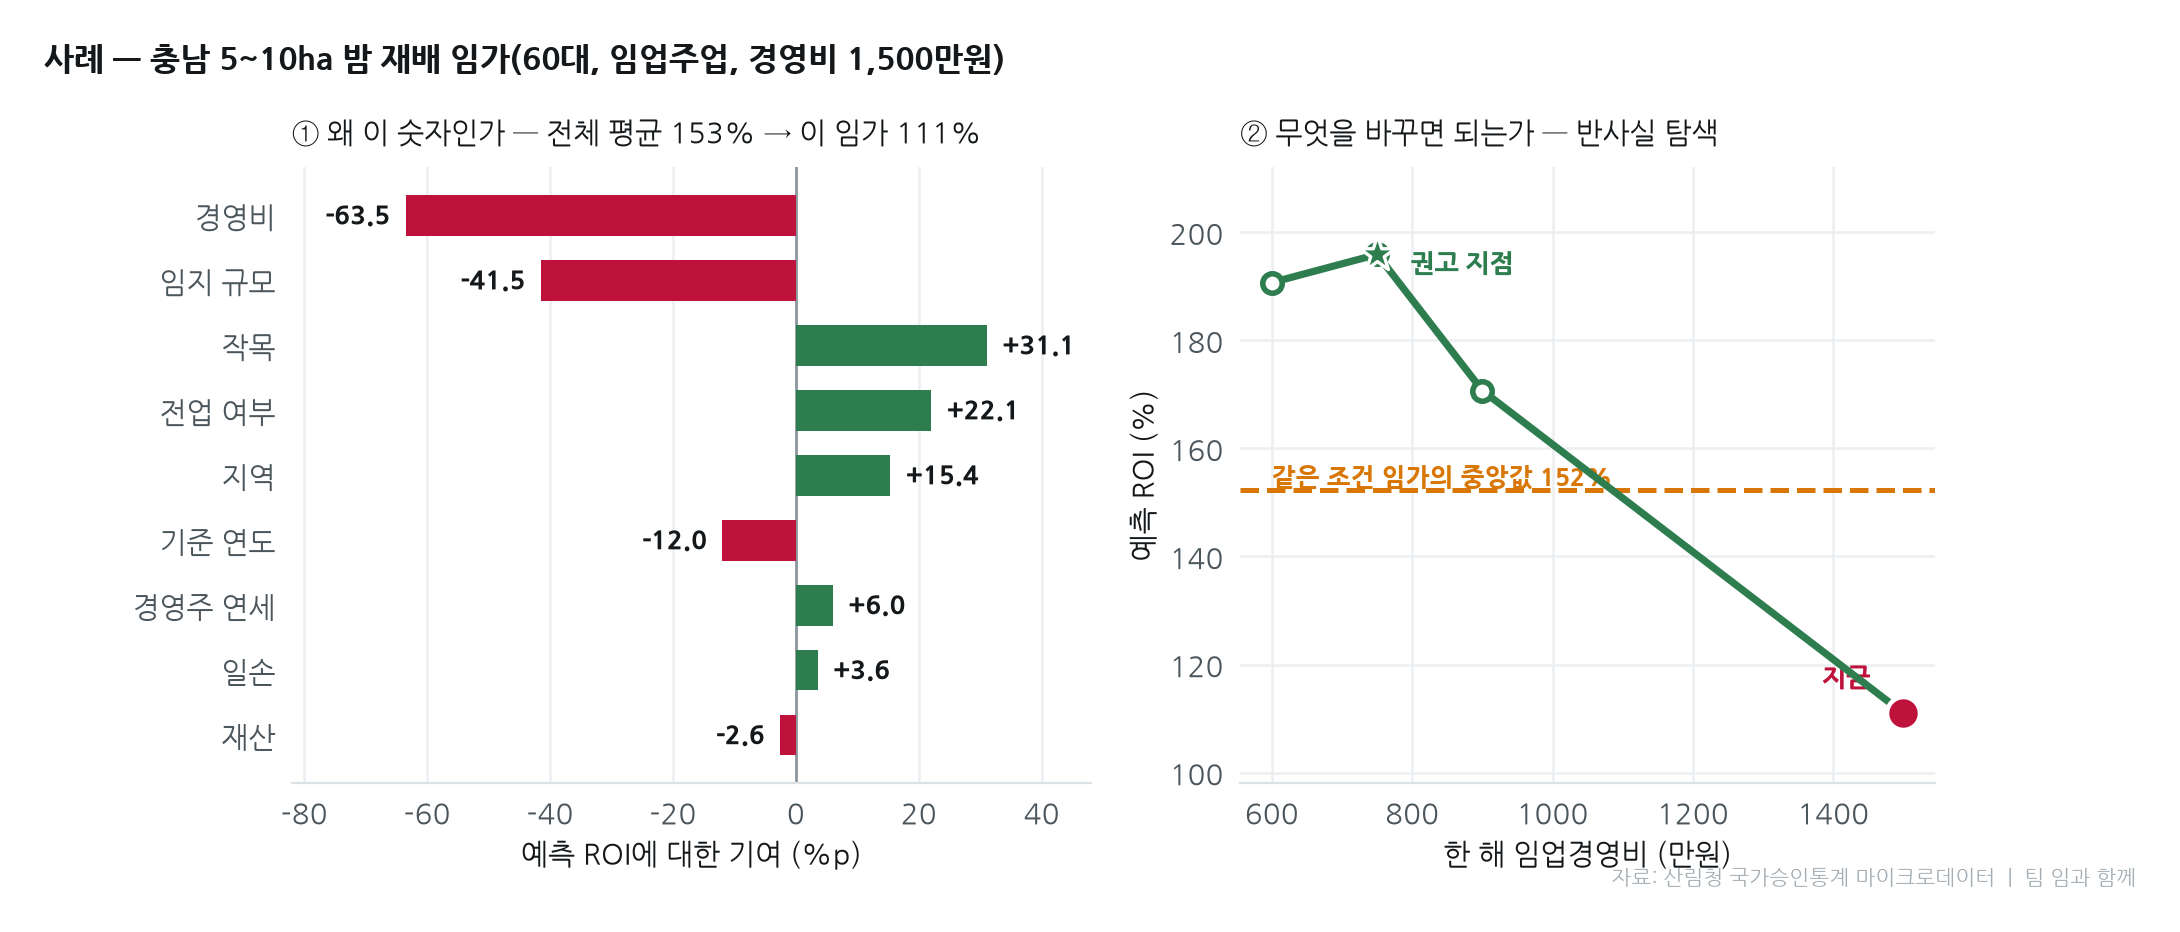 사례 — 충남 5~10ha 밤 재배 임가(60대, 임업주업, 경영비 1,500만원)
① 왜 이 숫자인가 — 전체 평균 153% → 이 임가 111%
경영비 -63.5
임지 규모 -41.5
작목 +31.1
전업 여부 +22.1
지역 +15.4
기준 연도 -12.0
경영주 연세 +6.0
일손 +3.6
재산 -2.6
-80 -60 -40 -20 0 20 40
예측 ROI에 대한 기여 (%p)
② 무엇을 바꾸면 되는가 — 반사실 탐색
예측 ROI (%)
200
180
160
140
120
100
권고 지점
같은 조건 임가의 중앙값 152%
지금
600 800 1000 1200 1400
한 해 임업경영비 (만원)
자료: 산림청 국가승인통계 마이크로데이터 | 팀 임과 함께